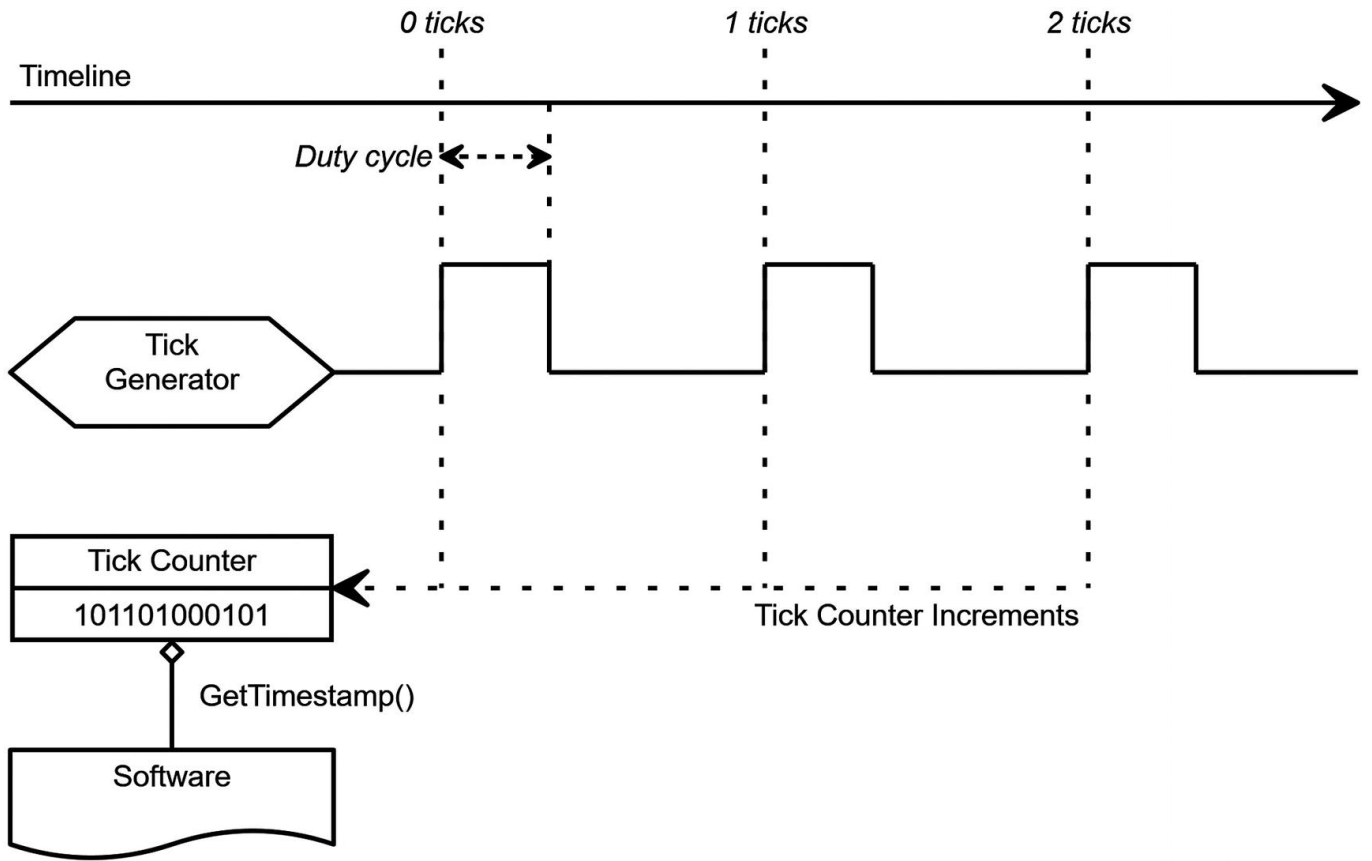 0 ticks
1 ticks
2 ticks
Timeline
Duty cycle
Tick
Generator
Tick Counter
101101000101
Tick Counter Increments
GetTimestamp()
Software